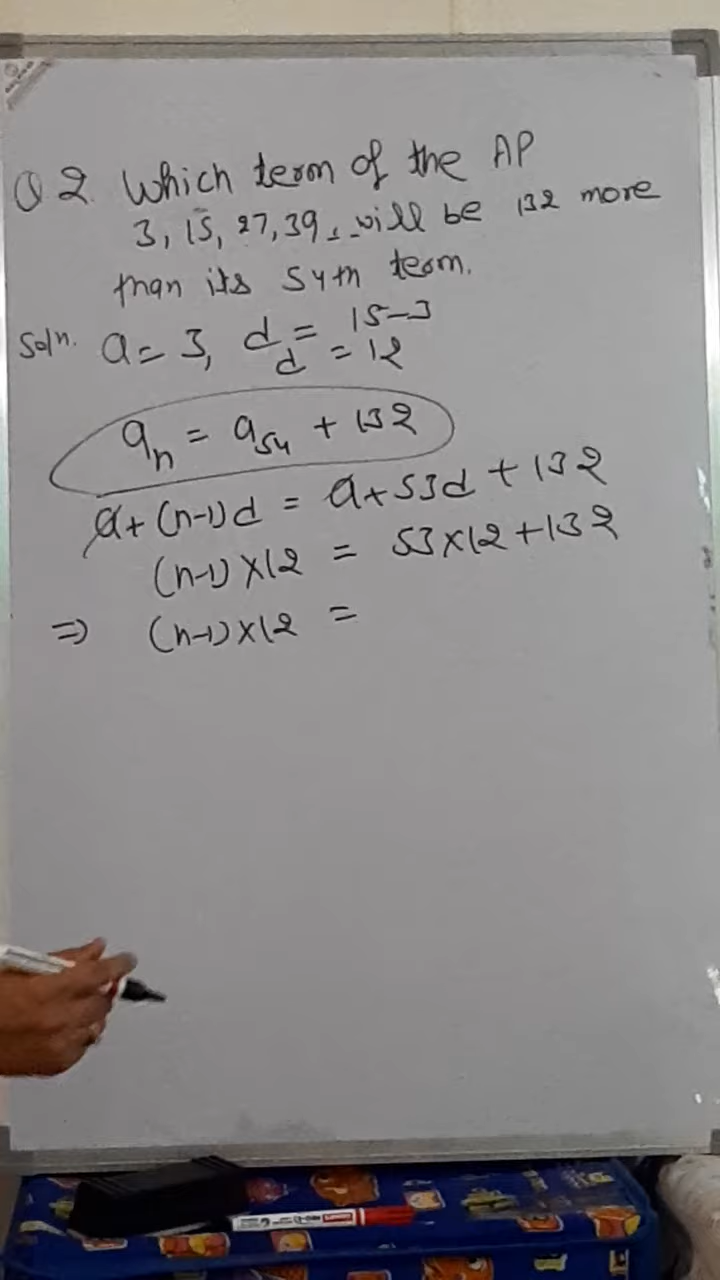 Q2. Which term of the AP
3, 15, 27, 39, .. will be 132 more
than its 54th term.
Soln. a = 3, d = 15-3
d = 12
an = a54 + 132
a + (n-1)d = a + 53d + 132
(n-1) x 12 = 53 x 12 + 132
=> (n-1) x 12 =